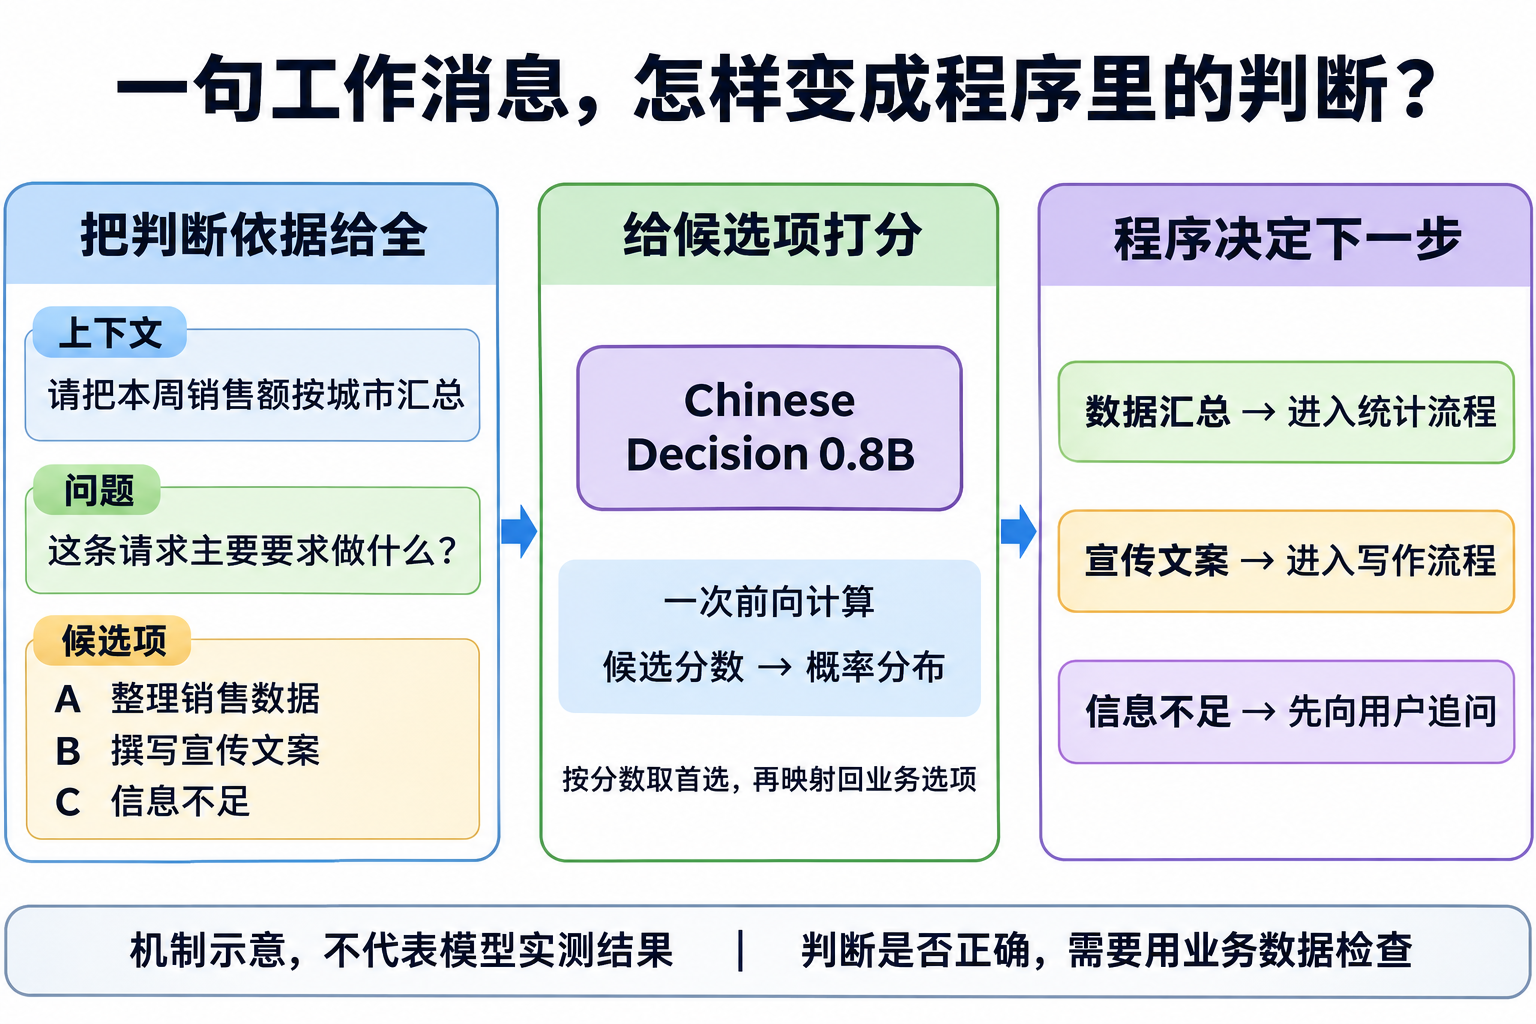 一句工作消息，怎样变成程序里的判断？
把判断依据给全
上下文
请把本周销售额按城市汇总
问题
这条请求主要要求做什么？
候选项
A 整理销售数据
B 撰写宣传文案
C 信息不足
给候选项打分
Chinese
Decision 0.8B
一次前向计算
候选分数 → 概率分布
按分数取首选，再映射回业务选项
程序决定下一步
数据汇总 → 进入统计流程
宣传文案 → 进入写作流程
信息不足 → 先向用户追问
机制示意，不代表模型实测结果 | 判断是否正确，需要用业务数据检查